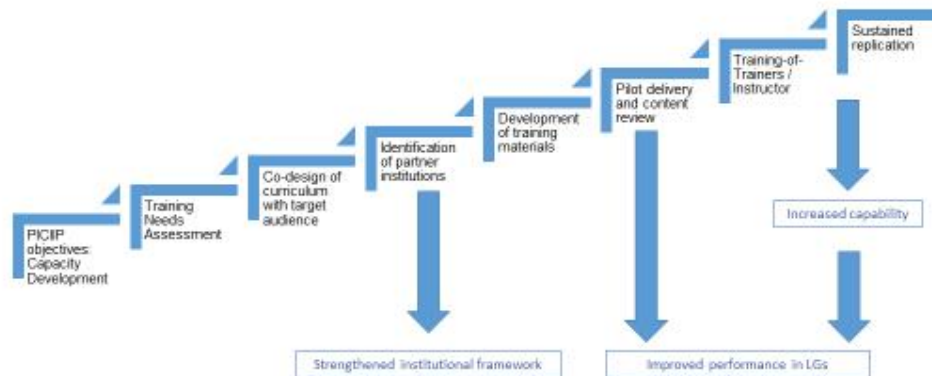 PICIIP
objectives:
Capacity
Development
Training
Needs
Assessment
Co-design of
curriculum
with target
audience
Identification
of partner
institutions
Development
of training
materials
Pilot delivery
and content
review
Training-of-
Trainers /
Instructor
Sustained
replication
Increased capability
Strengthened institutional framework
Improved performance in LGs